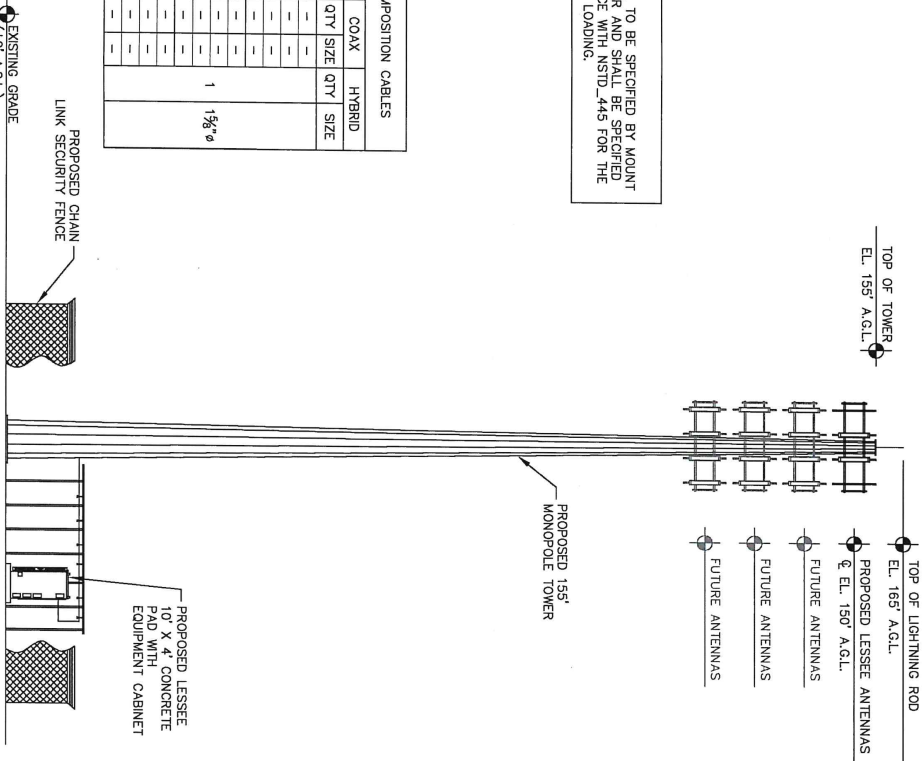 TO BE SPECIFIED BY MOUNT
R AND SHALL BE SPECIFIED
CE WITH NSTD_445 FOR THE
LOADING.
MPOSITION CABLES
COAX HYBRID
QTY SIZE QTY SIZE
- -
- -
- -
- -
- -
- -
- -
- -
- -
1 1⅝"ø
TOP OF TOWER
EL. 155' A.G.L.
TOP OF LIGHTNING ROD
EL. 165' A.G.L.
PROPOSED LESSEE ANTENNAS
℄ EL. 150' A.G.L.
FUTURE ANTENNAS
FUTURE ANTENNAS
FUTURE ANTENNAS
PROPOSED 155'
MONOPOLE TOWER
PROPOSED CHAIN
LINK SECURITY FENCE
PROPOSED LESSEE
10' X 4' CONCRETE
PAD WITH
EQUIPMENT CABINET
EXISTING GRADE